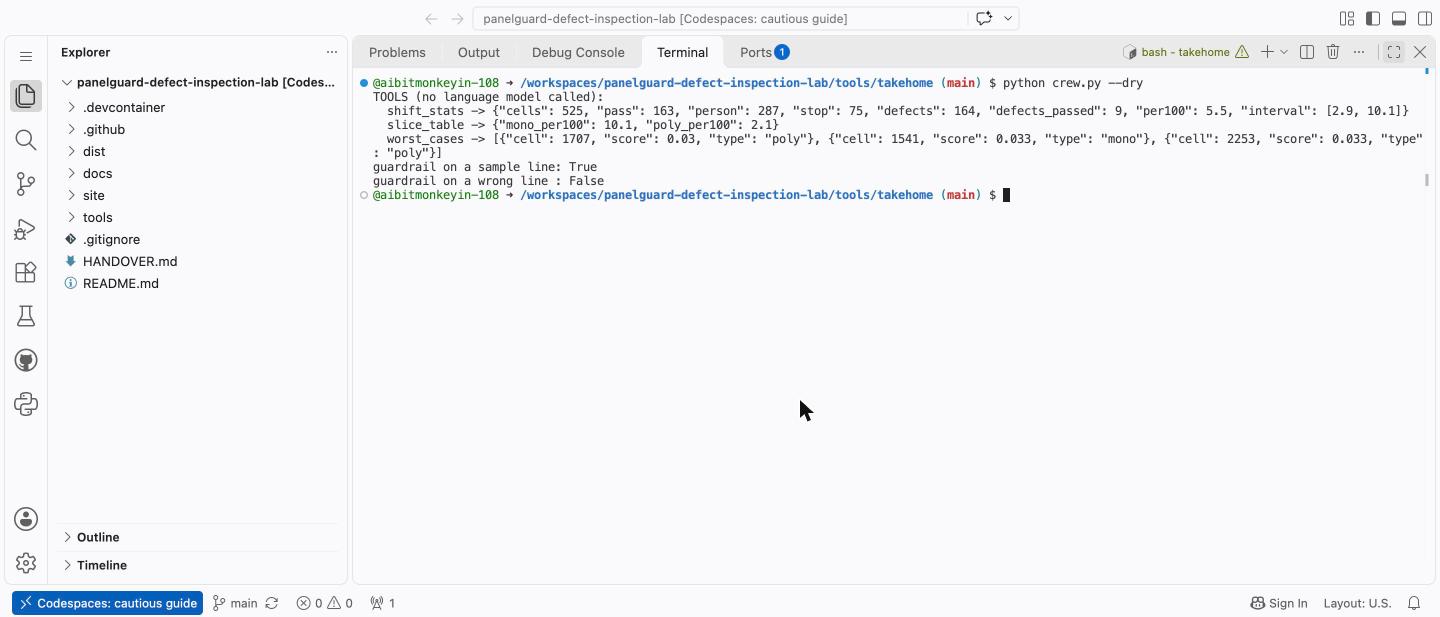 panelguard-defect-inspection-lab [Codespaces: cautious guide]
Explorer
panelguard-defect-inspection-lab [Codes...
.devcontainer
.github
dist
docs
site
tools
.gitignore
HANDOVER.md
README.md
Outline
Timeline
Problems Output Debug Console Terminal Ports 1
bash - takehome
@aibitmonkeyin-108 → /workspaces/panelguard-defect-inspection-lab/tools/takehome (main) $ python crew.py --dry
TOOLS (no language model called):
shift_stats -> {"cells": 525, "pass": 163, "person": 287, "stop": 75, "defects": 164, "defects_passed": 9, "per100": 5.5, "interval": [2.9, 10.1]}
slice_table -> {"mono_per100": 10.1, "poly_per100": 2.1}
worst_cases -> [{"cell": 1707, "score": 0.03, "type": "poly"}, {"cell": 1541, "score": 0.033, "type": "mono"}, {"cell": 2253, "score": 0.033, "type"
: "poly"}]
guardrail on a sample line: True
guardrail on a wrong line : False
@aibitmonkeyin-108 → /workspaces/panelguard-defect-inspection-lab/tools/takehome (main) $
Codespaces: cautious guide main 0 0 1 Sign In Layout: U.S.